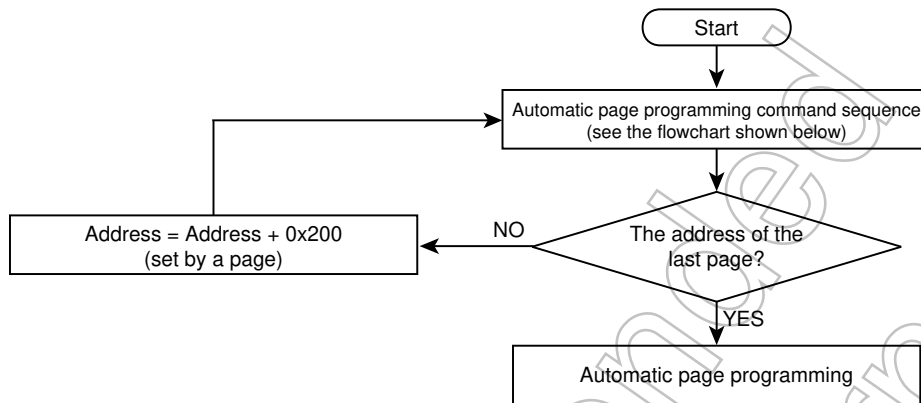 Start
Automatic page programming command sequence
(see the flowchart shown below)
Address = Address + 0x200
(set by a page)
NO
The address of the
last page?
YES
Automatic page programming